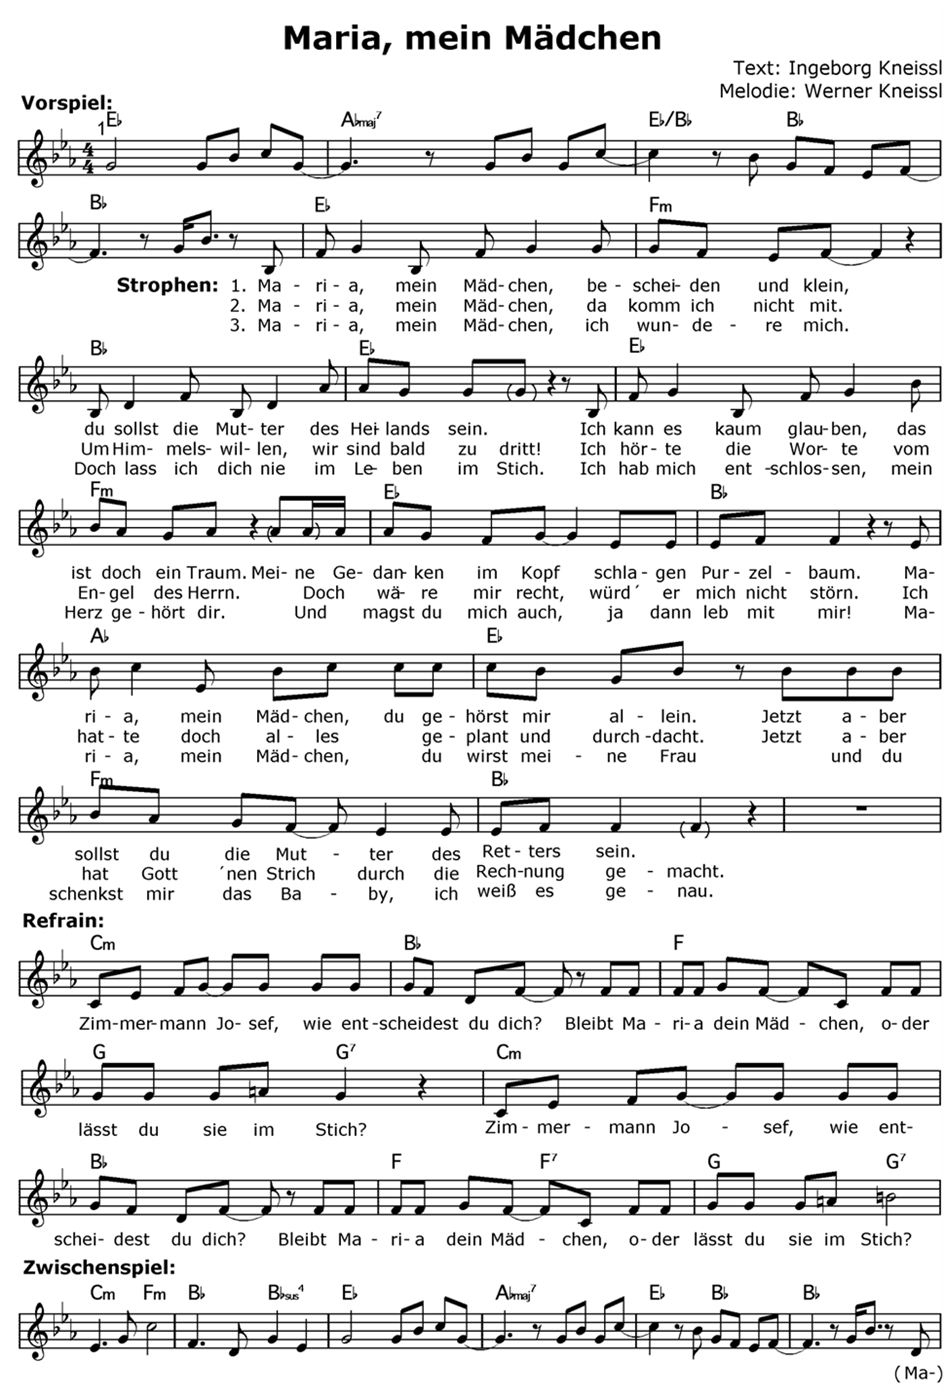 Maria, mein Mädchen
Text: Ingeborg Kneissl
Melodie: Werner Kneissl
Vorspiel:
1 E♭ A♭maj7 E♭/B♭ B♭
B♭ E♭ Fm
Strophen: 1. Ma - ri - a, mein Mäd - chen, be - schei - den und klein,
2. Ma - ri - a, mein Mäd - chen, da komm ich nicht mit.
3. Ma - ri - a, mein Mäd - chen, ich wun - de - re mich.
B♭ E♭ E♭
du sollst die Mut - ter des Hei - lands sein. Ich kann es kaum glau - ben, das
Um Him - mels - wil - len, wir sind bald zu dritt! Ich hör - te die Wor - te vom
Doch lass ich dich nie im Le - ben im Stich. Ich hab mich ent -schlos - sen, mein
Fm E♭ B♭
ist doch ein Traum. Mei - ne Ge - dan - ken im Kopf schla - gen Pur - zel - baum. Ma-
En - gel des Herrn. Doch wä - re mir recht, würd´ er mich nicht störn. Ich
Herz ge - hört dir. Und magst du mich auch, ja dann leb mit mir! Ma-
A♭ E♭
ri - a, mein Mäd - chen, du ge - hörst mir al - lein. Jetzt a - ber
hat - te doch al - les ge - plant und durch - dacht. Jetzt a - ber
ri - a, mein Mäd - chen, du wirst mei - ne Frau und du
Fm B♭
sollst du die Mut - ter des Ret - ters sein.
hat Gott ´nen Strich durch die Rech - nung ge - macht.
schenkst mir das Ba - by, ich weiß es ge - nau.
Refrain:
Cm B♭ F
Zim - mer - mann Jo - sef, wie ent - scheidest du dich? Bleibt Ma - ri - a dein Mäd - chen, o - der
G G7 Cm
lässt du sie im Stich? Zim - mer - mann Jo - sef, wie ent-
B♭ F F7 G G7
schei - dest du dich? Bleibt Ma - ri - a dein Mäd - chen, o - der lässt du sie im Stich?
Zwischenspiel:
Cm Fm B♭ B♭sus4 E♭ A♭maj7 E♭ B♭ B♭
( Ma-)